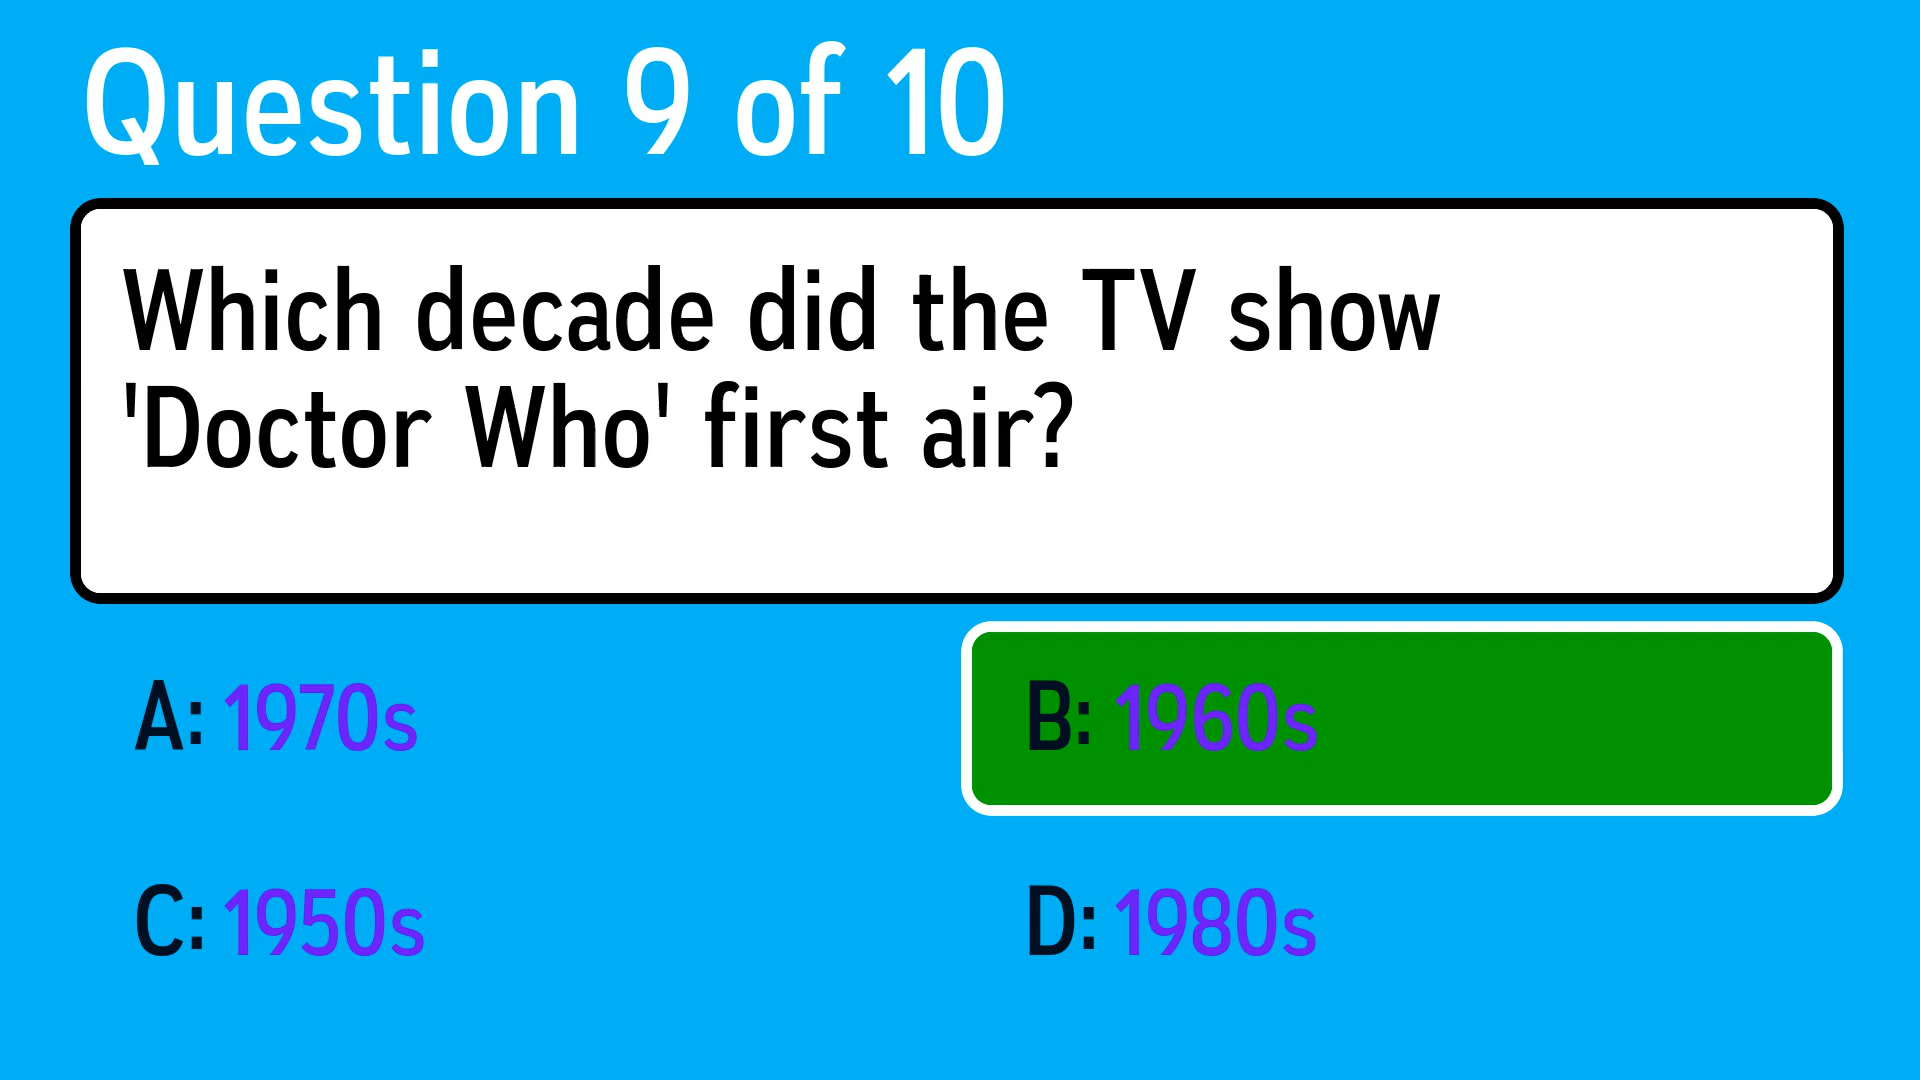 Question 9 of 10
Which decade did the TV show
'Doctor Who' first air?
A: 1970s
B: 1960s
C: 1950s
D: 1980s